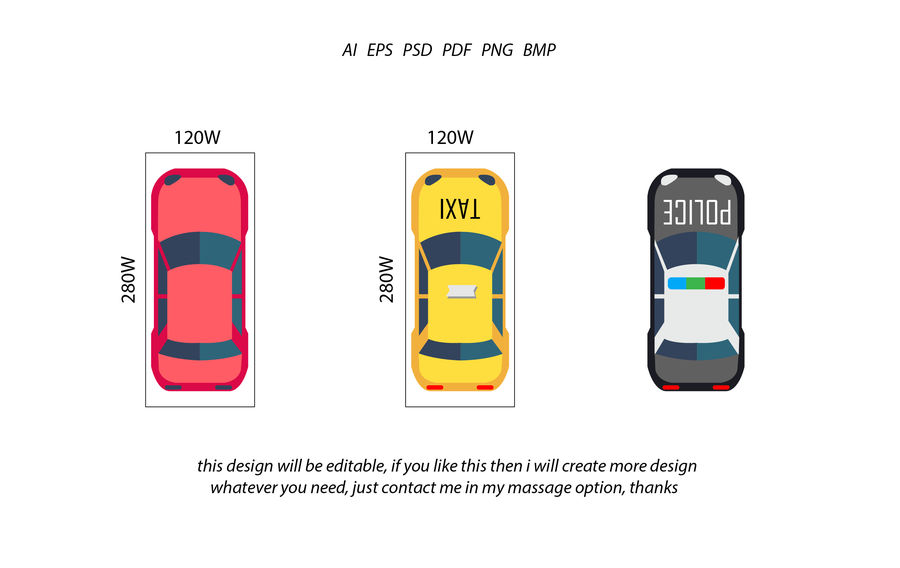 AI EPS PSD PDF PNG BMP
120W
120W
280W
280W
TAXI
POLICE
this design will be editable, if you like this then i will create more design
whatever you need, just contact me in my massage option, thanks